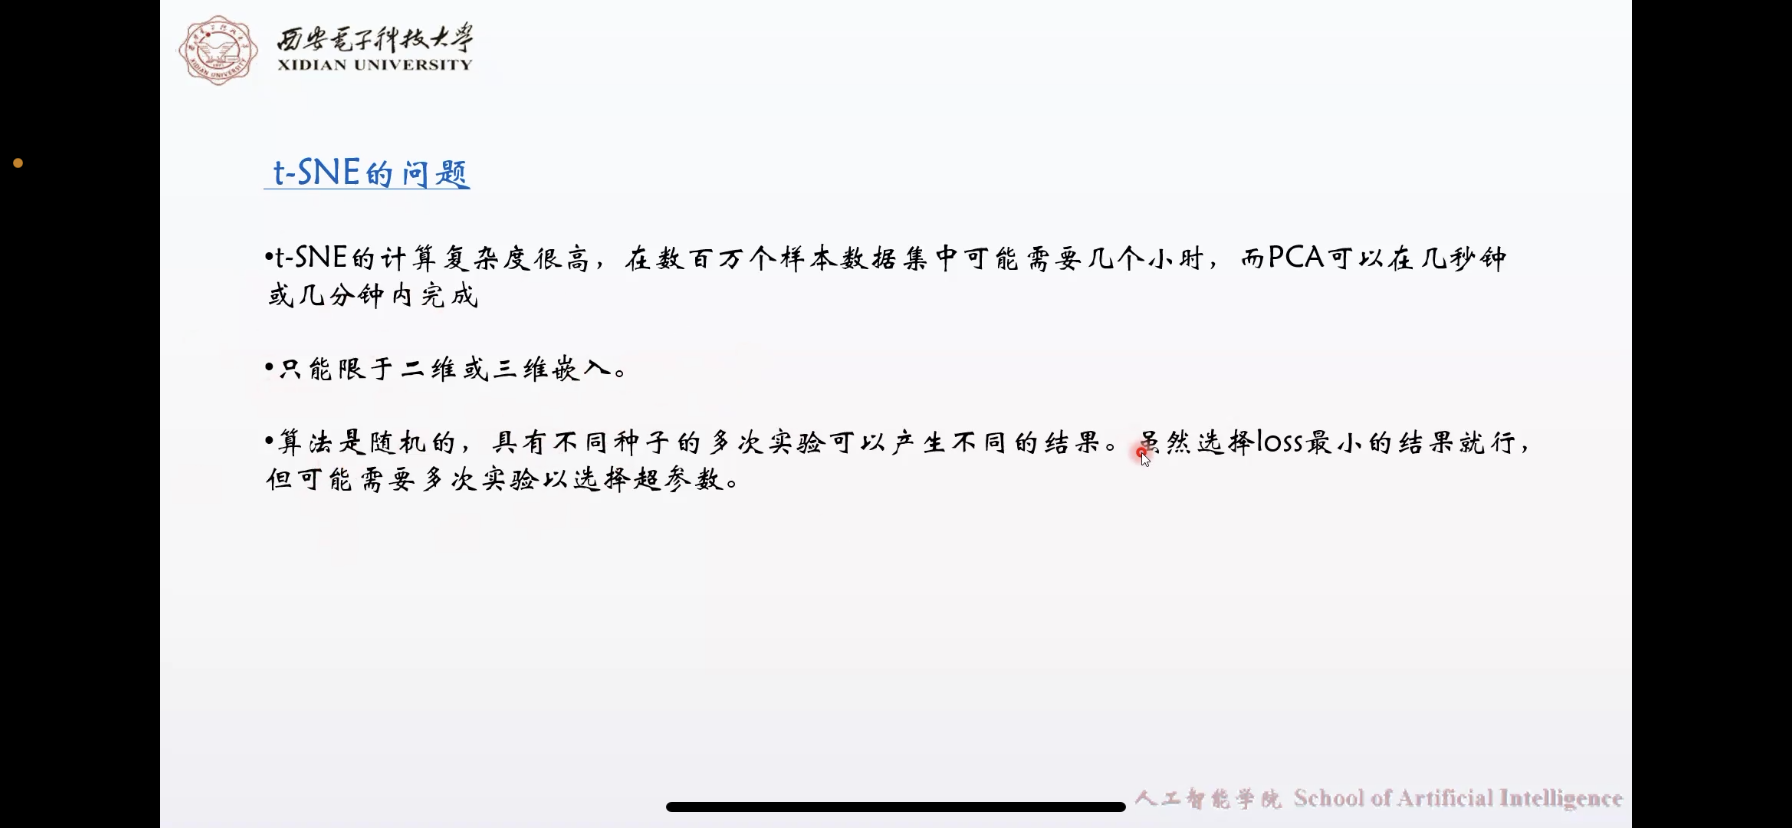 西安电子科技大学
XIDIAN UNIVERSITY
t-SNE的问题
•t-SNE的计算复杂度很高，在数百万个样本数据集中可能需要几个小时，而PCA可以在几秒钟
或几分钟内完成
•只能限于二维或三维嵌入。
•算法是随机的，具有不同种子的多次实验可以产生不同的结果。虽然选择loss最小的结果就行，
但可能需要多次实验以选择超参数。
人工智能学院 School of Artificial Intelligence